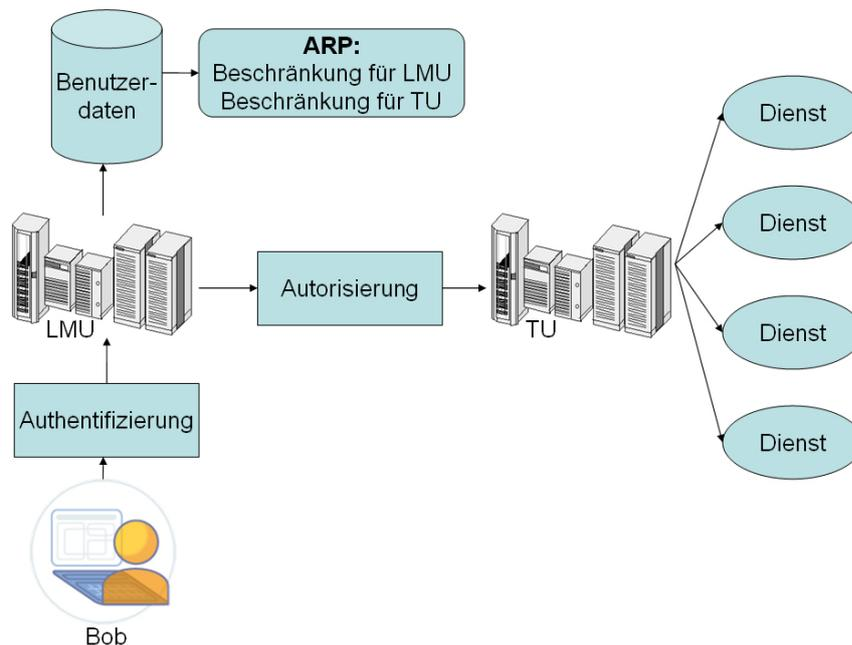 Benutzer-
daten
ARP:
Beschränkung für LMU
Beschränkung für TU
Dienst
Dienst
Dienst
Dienst
LMU
Autorisierung
TU
Authentifizierung
Bob